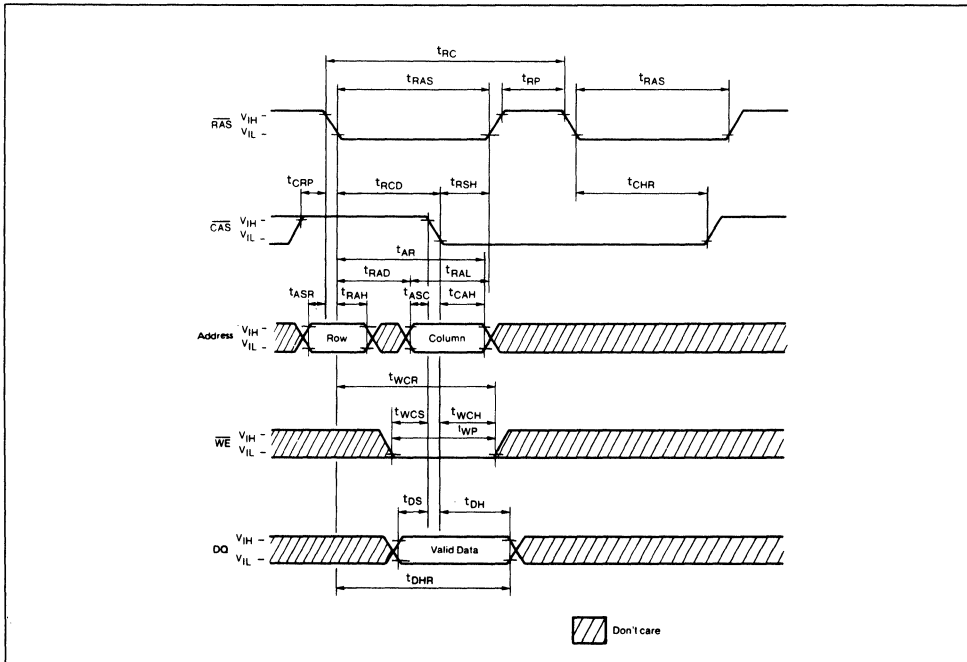 tRC
tRAS tRP tRAS
RAS VIH
VIL
tCRP tRCD tRSH tCHR
CAS VIH
VIL
tAR
tRAD tRAL
tASR tRAH tASC tCAH
Address VIH
VIL
Row Column
tWCR
tWCS tWCH
tWP
WE VIH
VIL
tDS tDH
DQ VIH
VIL
Valid Data
tDHR
Don't care